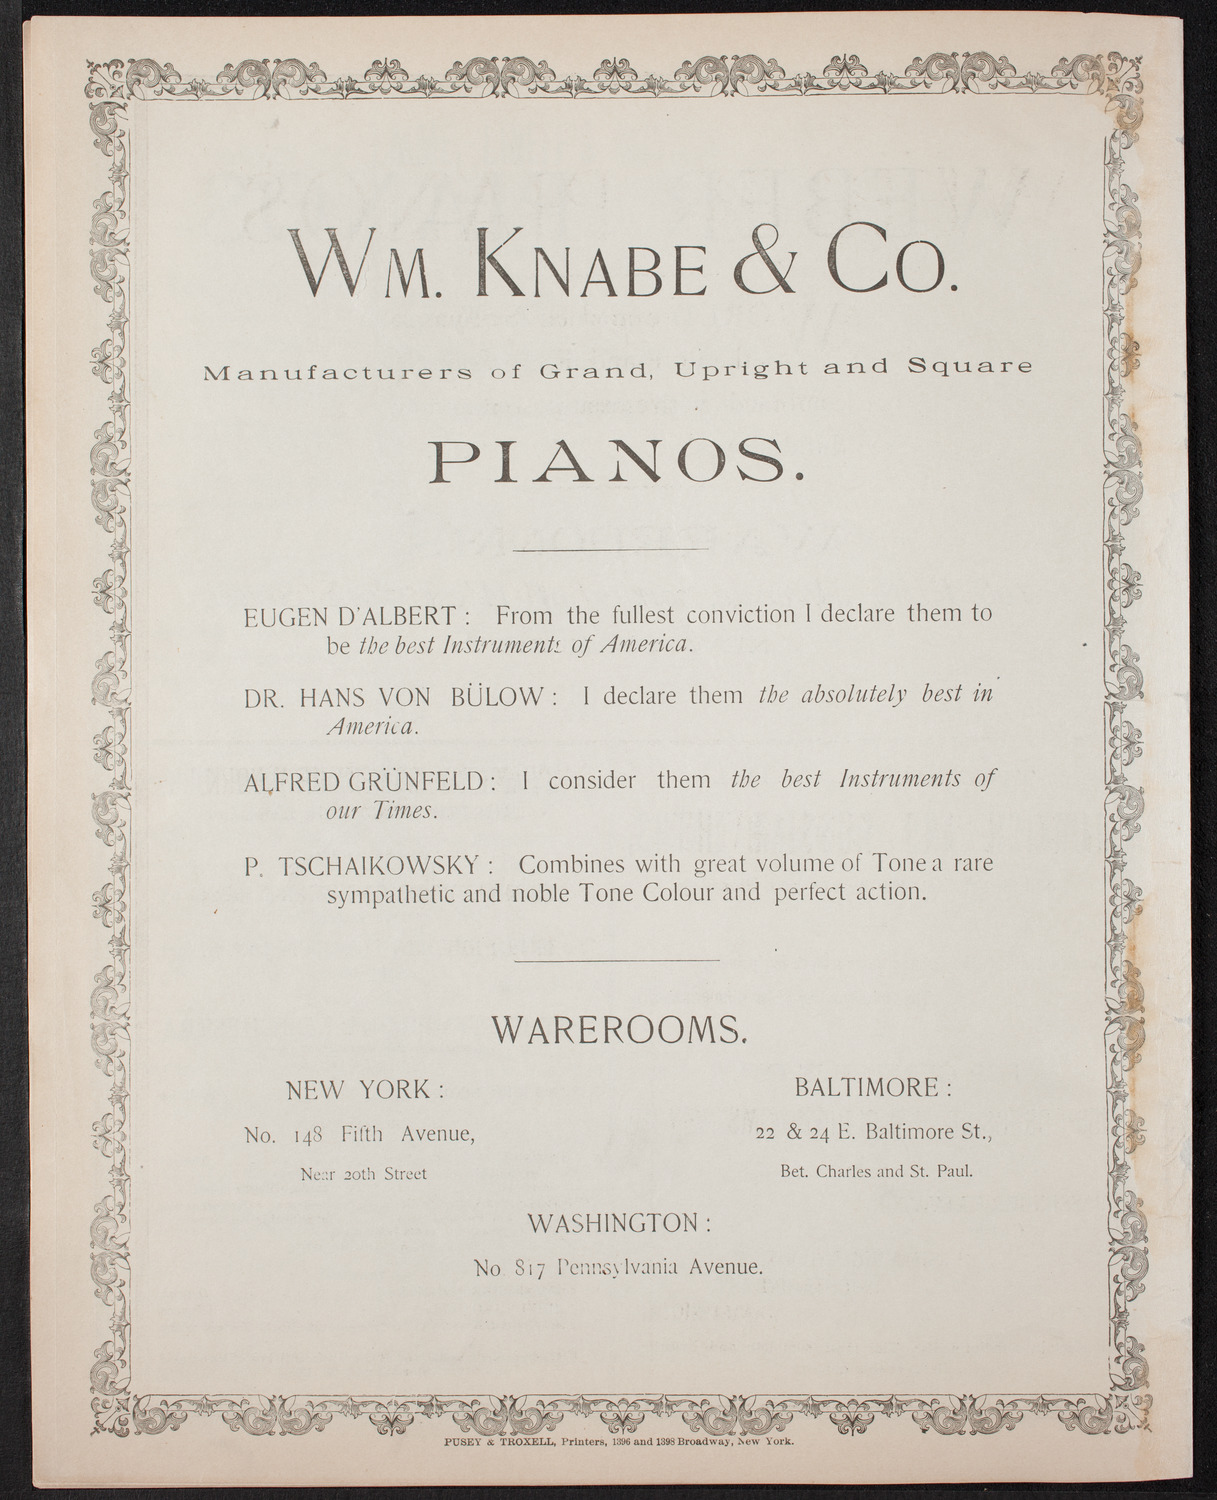 WM. KNABE & CO.
Manufacturers of Grand, Upright and Square
PIANOS.
EUGEN D'ALBERT: From the fullest conviction I declare them to
be the best Instruments of America.
DR. HANS VON BÜLOW: I declare them the absolutely best in
America.
ALFRED GRÜNFELD: I consider them the best Instruments of
our Times.
P. TSCHAIKOWSKY: Combines with great volume of Tone a rare
sympathetic and noble Tone Colour and perfect action.
WAREROOMS.
NEW YORK:
No. 148 Fifth Avenue,
Near 20th Street
BALTIMORE:
22 & 24 E. Baltimore St.,
Bet. Charles and St. Paul.
WASHINGTON:
No 817 Pennsylvania Avenue.
PUSEY & TROXELL, Printers, 1396 and 1398 Broadway, New York.